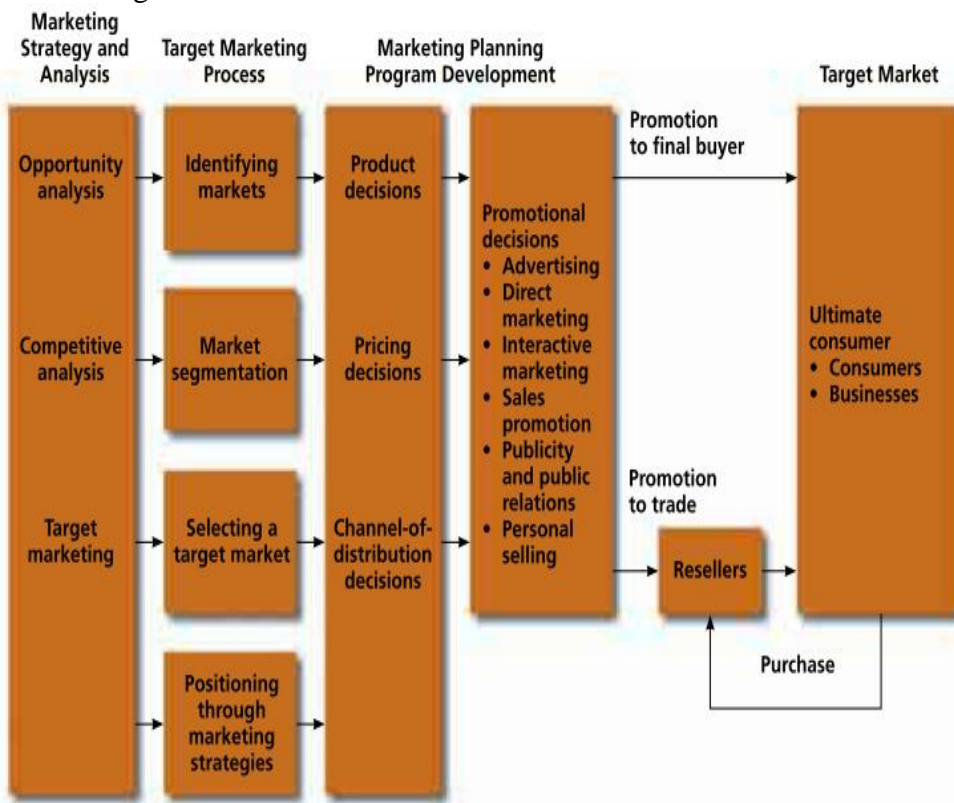 Marketing
Strategy and
Analysis
Target Marketing
Process
Marketing Planning
Program Development
Target Market
Opportunity
analysis
Competitive
analysis
Target
marketing
Identifying
markets
Market
segmentation
Selecting a
target market
Positioning
through
marketing
strategies
Product
decisions
Pricing
decisions
Channel-of-
distribution
decisions
Promotional
decisions
• Advertising
• Direct
marketing
• Interactive
marketing
• Sales
promotion
• Publicity
and public
relations
• Personal
selling
Promotion
to final buyer
Promotion
to trade
Resellers
Ultimate
consumer
• Consumers
• Businesses
Purchase